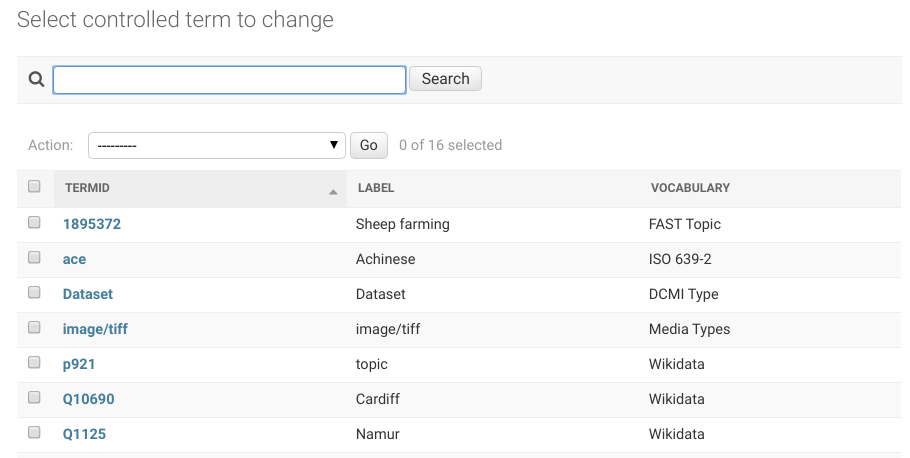 Select controlled term to change
Search
Action: --------- Go 0 of 16 selected
TERMID LABEL VOCABULARY
1895372 Sheep farming FAST Topic
ace Achinese ISO 639-2
Dataset Dataset DCMI Type
image/tiff image/tiff Media Types
p921 topic Wikidata
Q10690 Cardiff Wikidata
Q1125 Namur Wikidata